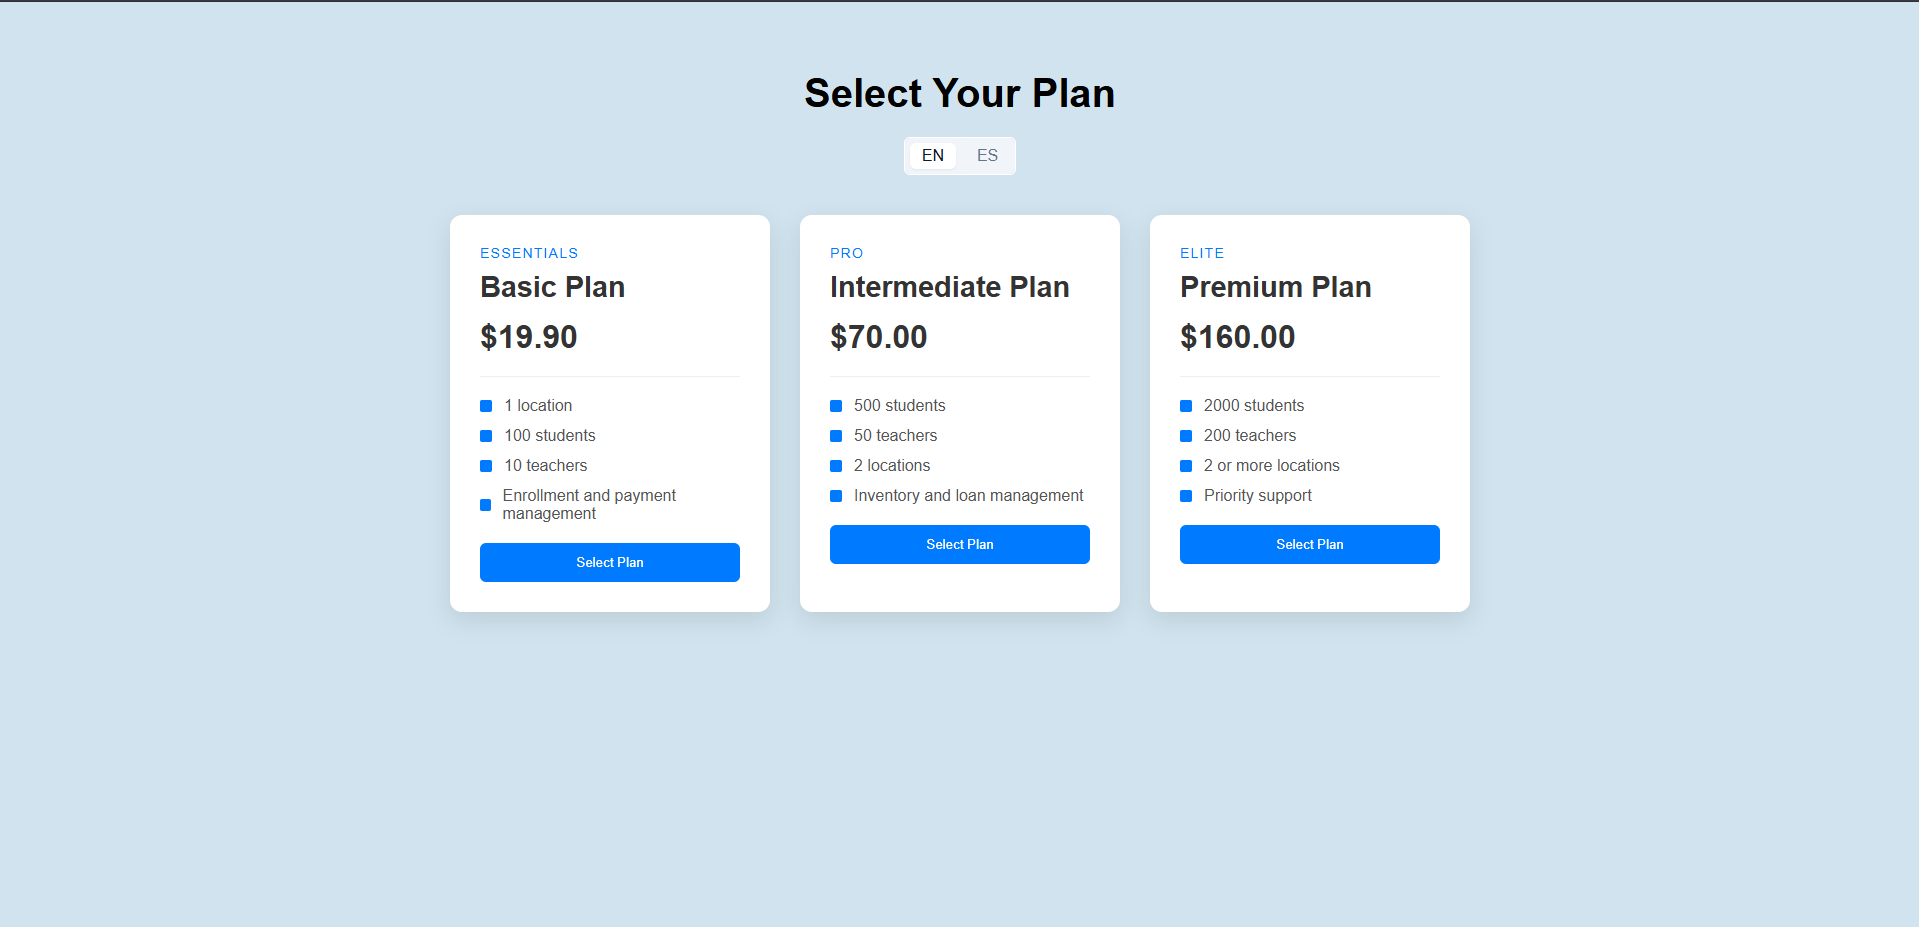 Select Your Plan
EN ES
ESSENTIALS
Basic Plan
$19.90
1 location
100 students
10 teachers
Enrollment and payment
management
Select Plan
PRO
Intermediate Plan
$70.00
500 students
50 teachers
2 locations
Inventory and loan management
Select Plan
ELITE
Premium Plan
$160.00
2000 students
200 teachers
2 or more locations
Priority support
Select Plan